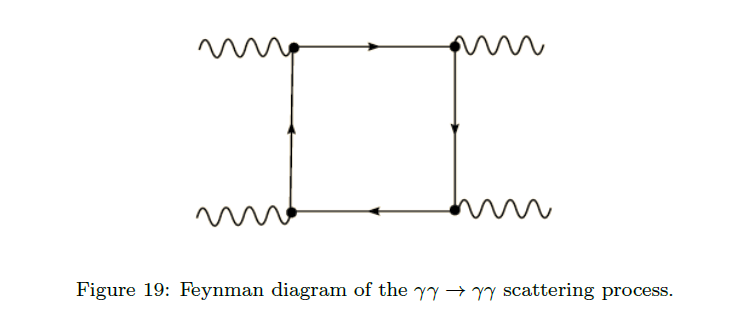 Figure 19: Feynman diagram of the γγ → γγ scattering process.